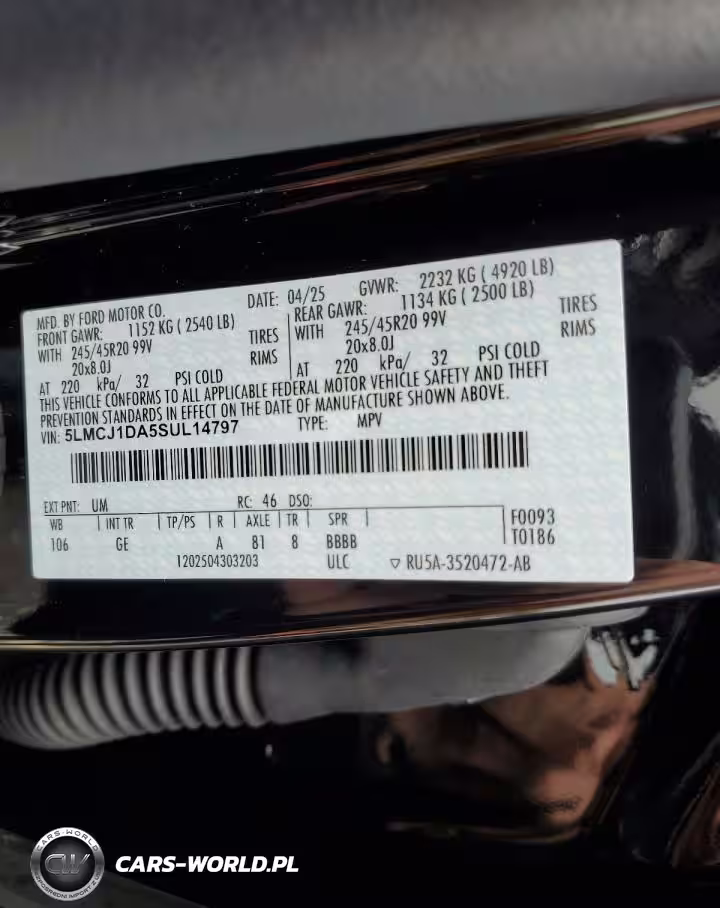 MFD. BY FORD MOTOR CO.
DATE: 04/25
GVWR: 2232 KG ( 4920 LB)
FRONT GAWR: 1152 KG ( 2540 LB)
WITH 245/45R20 99V TIRES
20x8.0J RIMS
AT 220 kPa/ 32 PSI COLD
REAR GAWR: 1134 KG ( 2500 LB)
WITH 245/45R20 99V TIRES
20x8.0J RIMS
AT 220 kPa/ 32 PSI COLD
THIS VEHICLE CONFORMS TO ALL APPLICABLE FEDERAL MOTOR VEHICLE SAFETY AND THEFT
PREVENTION STANDARDS IN EFFECT ON THE DATE OF MANUFACTURE SHOWN ABOVE.
VIN: 5LMCJ1DA5SUL14797 TYPE: MPV
EXT PNT: UM RC: 46 DSO:
WB INT TR TP/PS R AXLE TR SPR F0093
106 GE A 81 8 BBBB T0186
1202504303203 ULC ▽ RU5A-3520472-AB
CARS-WORLD
CW
CARS-WORLD.PL